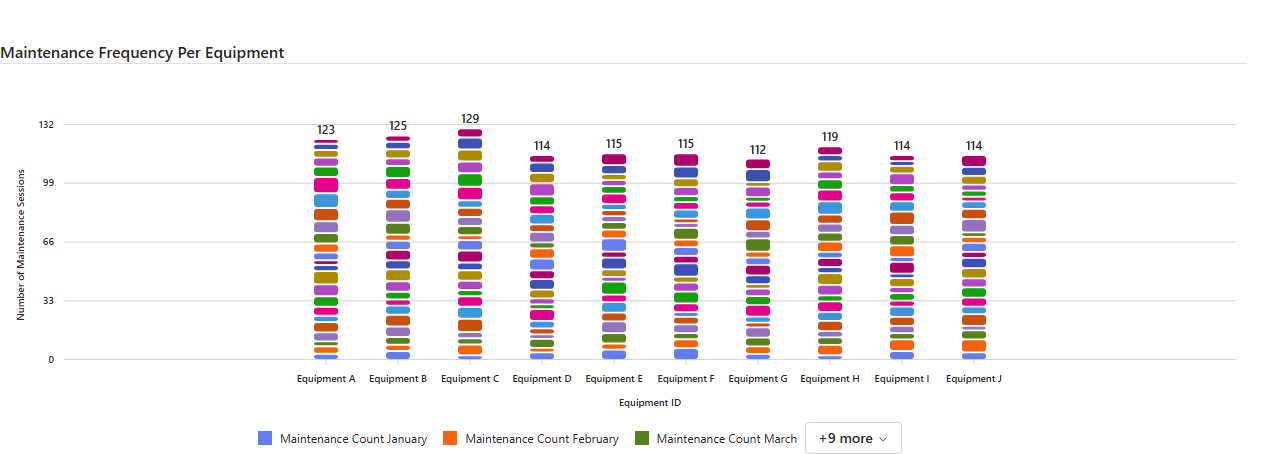 Maintenance Frequency Per Equipment
Number of Maintenance Sessions
132
99
66
33
0
123
125
129
114
115
115
112
119
114
114
Equipment A
Equipment B
Equipment C
Equipment D
Equipment E
Equipment F
Equipment G
Equipment H
Equipment I
Equipment J
Equipment ID
Maintenance Count January
Maintenance Count February
Maintenance Count March
+9 more